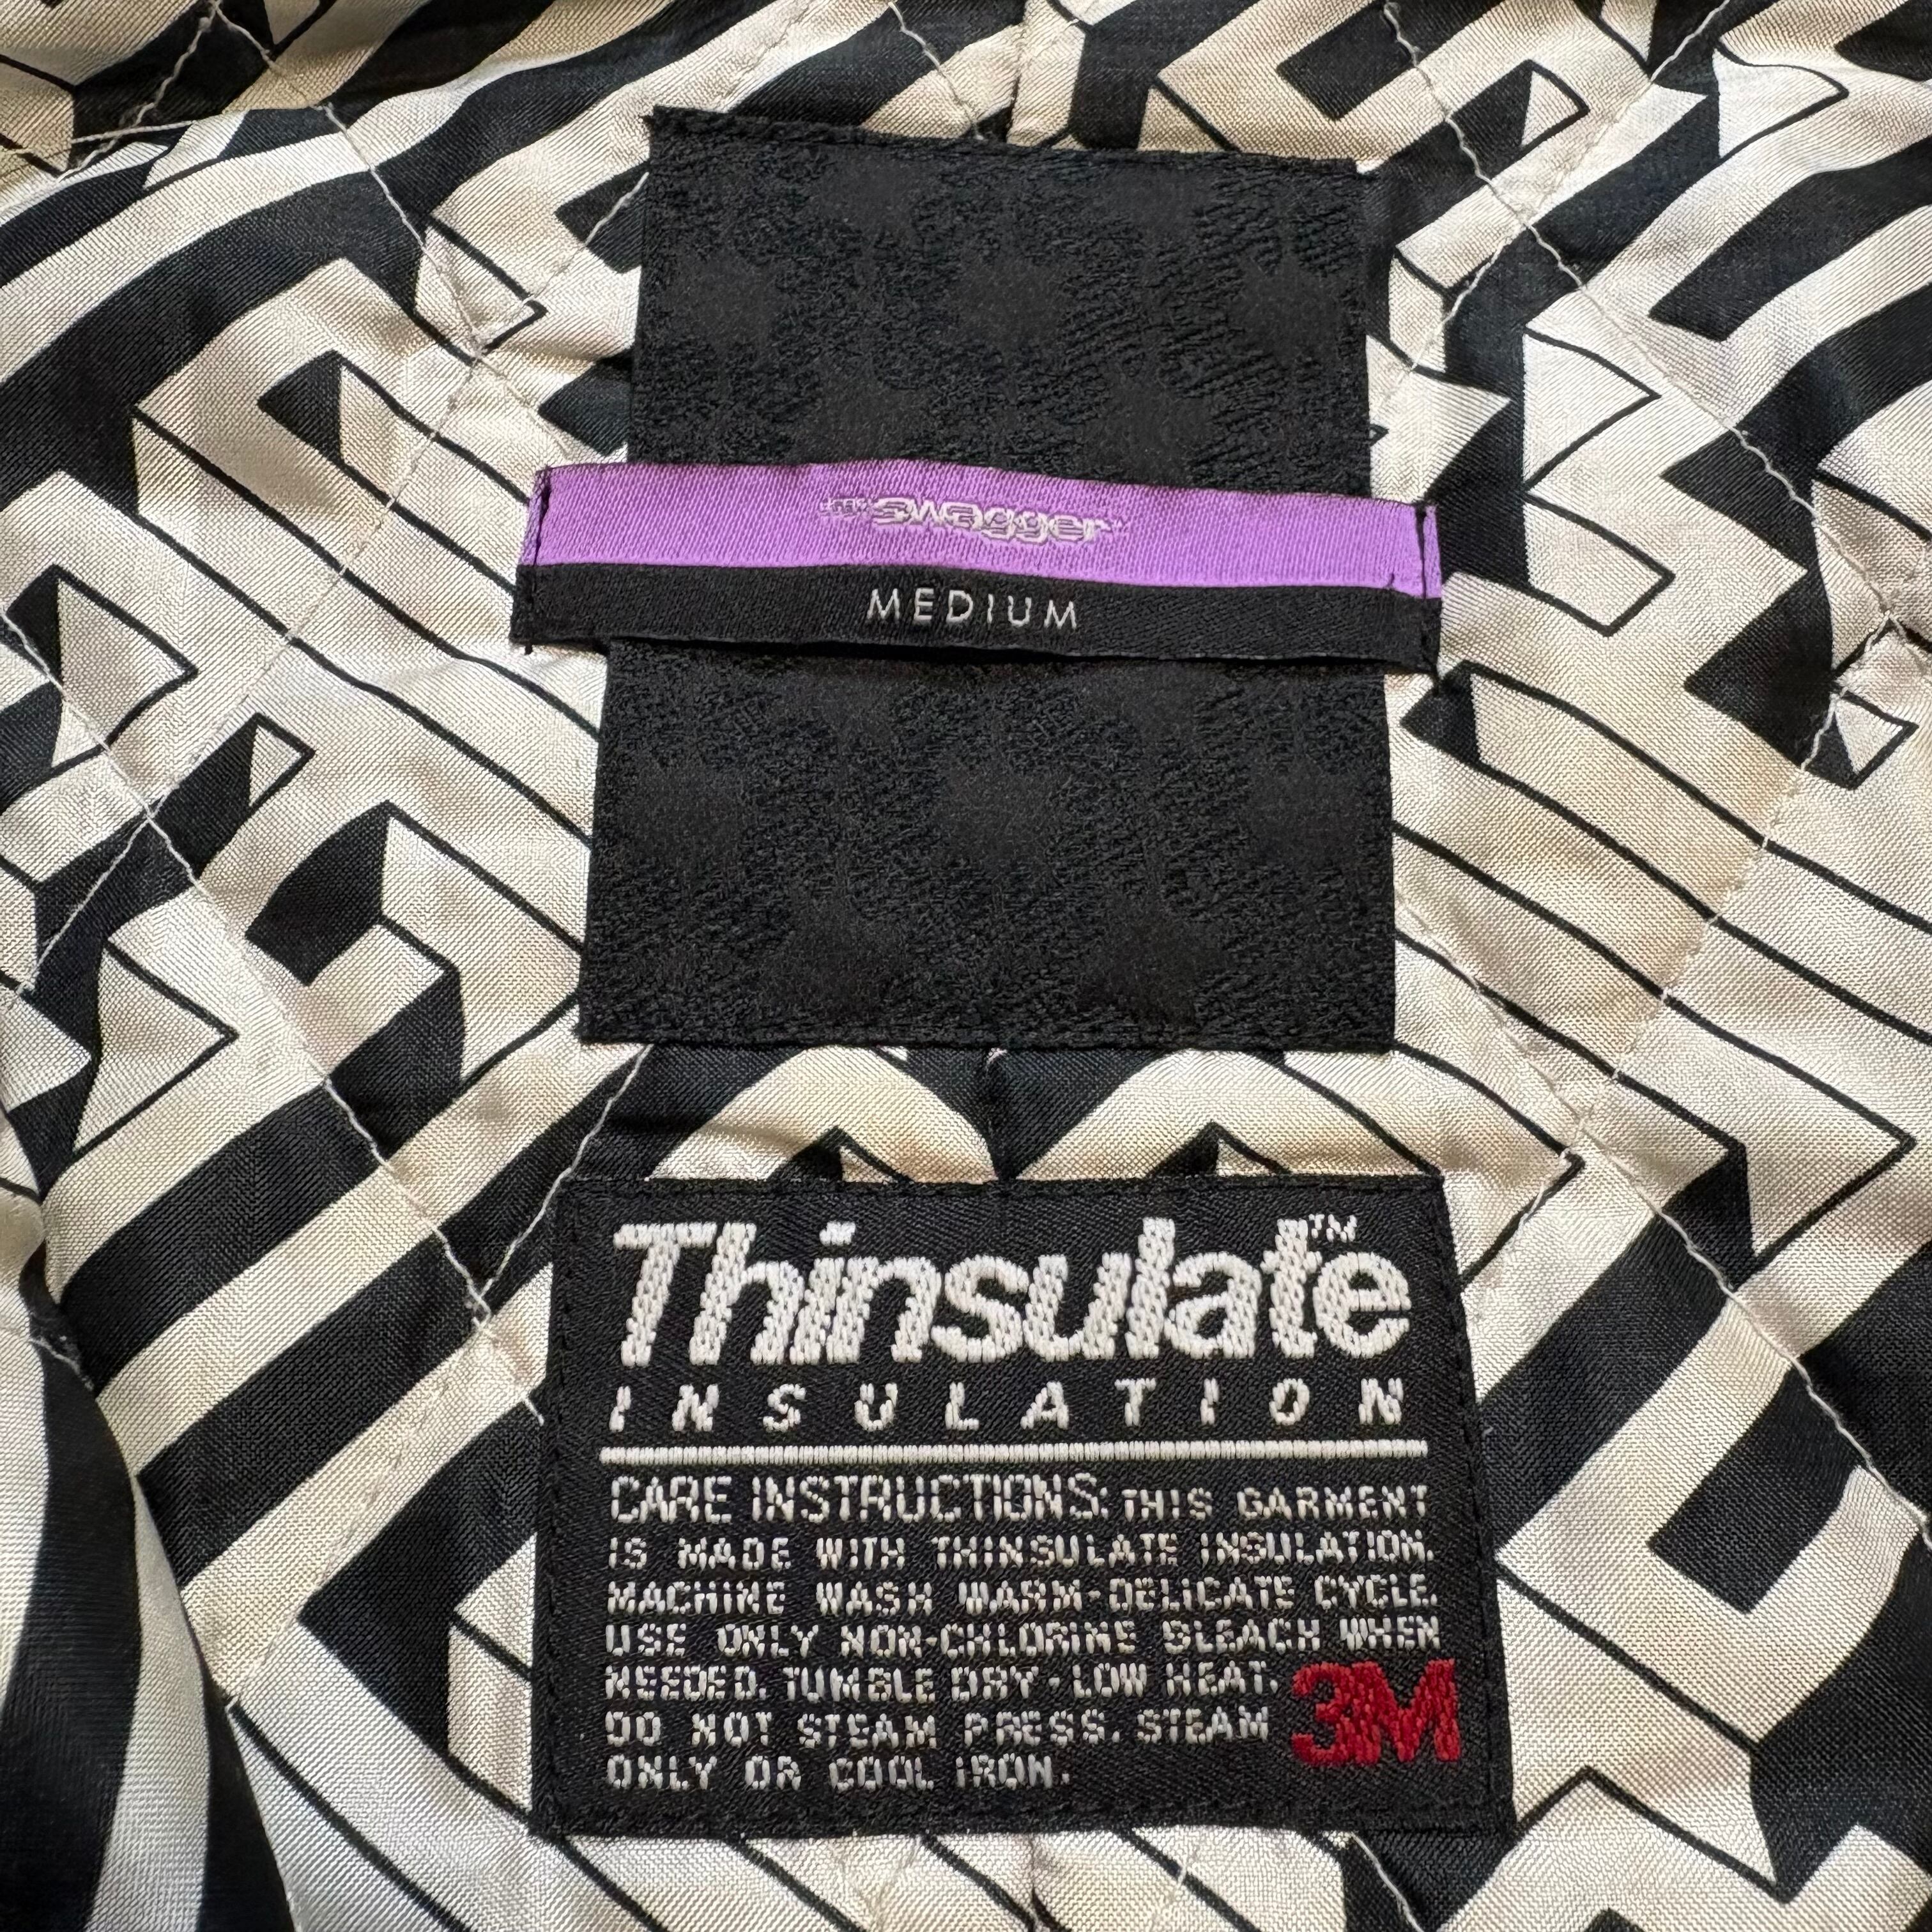 swagger
MEDIUM
Thinsulate™
INSULATION
CARE INSTRUCTIONS: THIS GARMENT
IS MADE WITH THINSULATE INSULATION.
MACHINE WASH WARM-DELICATE CYCLE.
USE ONLY NON-CHLORINE BLEACH WHEN
NEEDED. TUMBLE DRY-LOW HEAT.
DO NOT STEAM PRESS. STEAM
ONLY OR COOL IRON.
3M